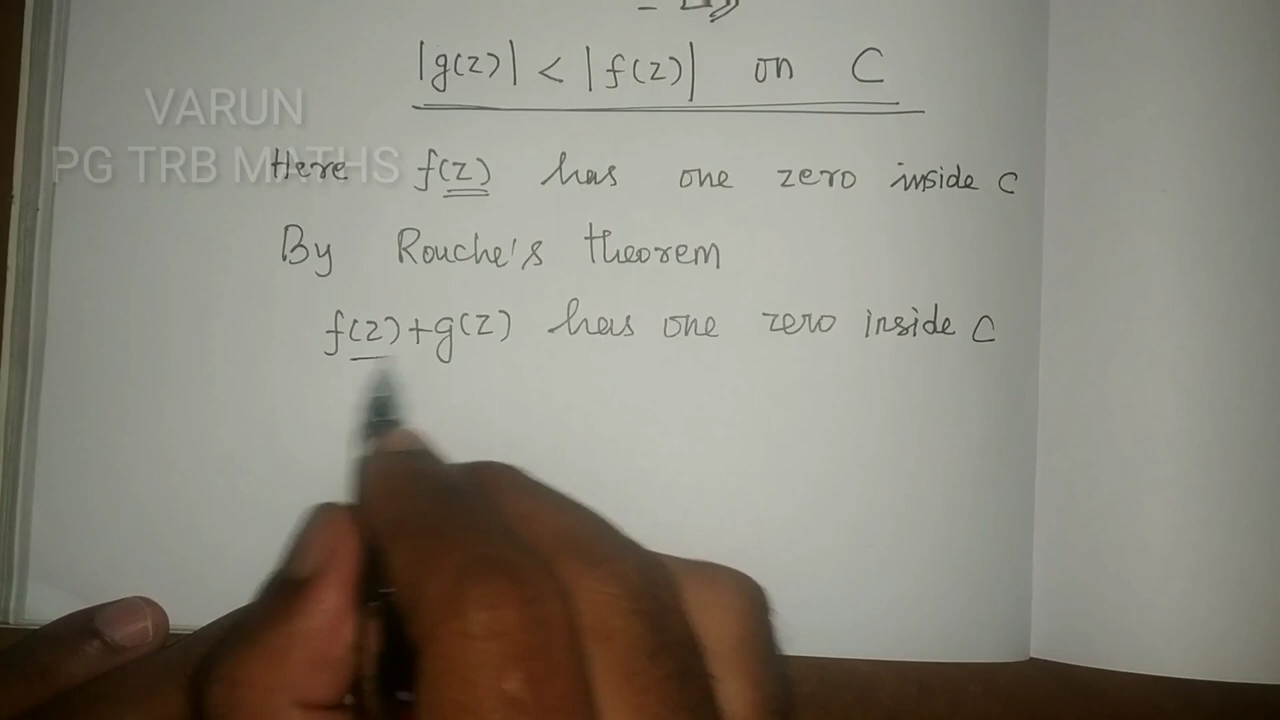 |g(z)| < |f(z)| on C
VARUN
PG TRB MATHS
Here f(z) has one zero inside C
By Rouche's theorem
f(z)+g(z) has one zero inside C